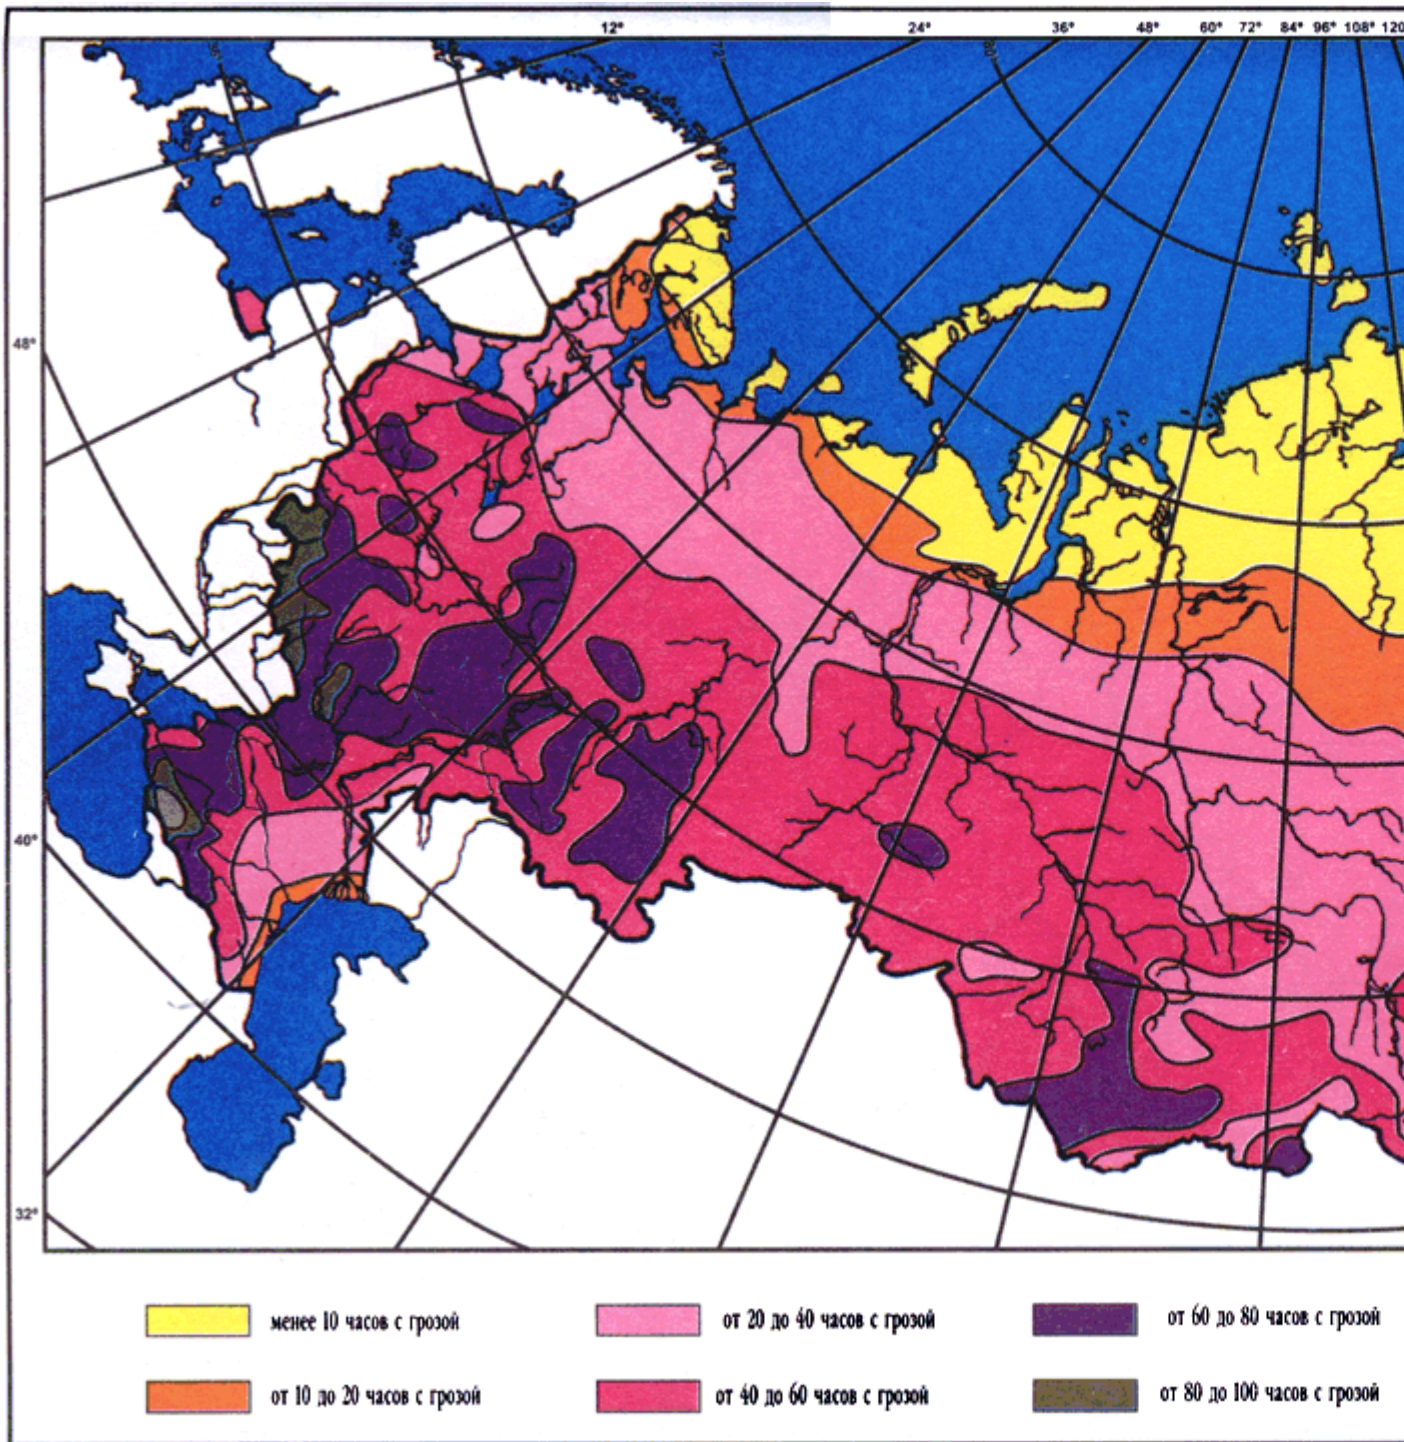 12° 24° 36° 48° 60° 72° 84° 96° 108° 120
48°
40°
32°
менее 10 часов с грозой
от 20 до 40 часов с грозой
от 60 до 80 часов с грозой
от 10 до 20 часов с грозой
от 40 до 60 часов с грозой
от 80 до 100 часов с грозой